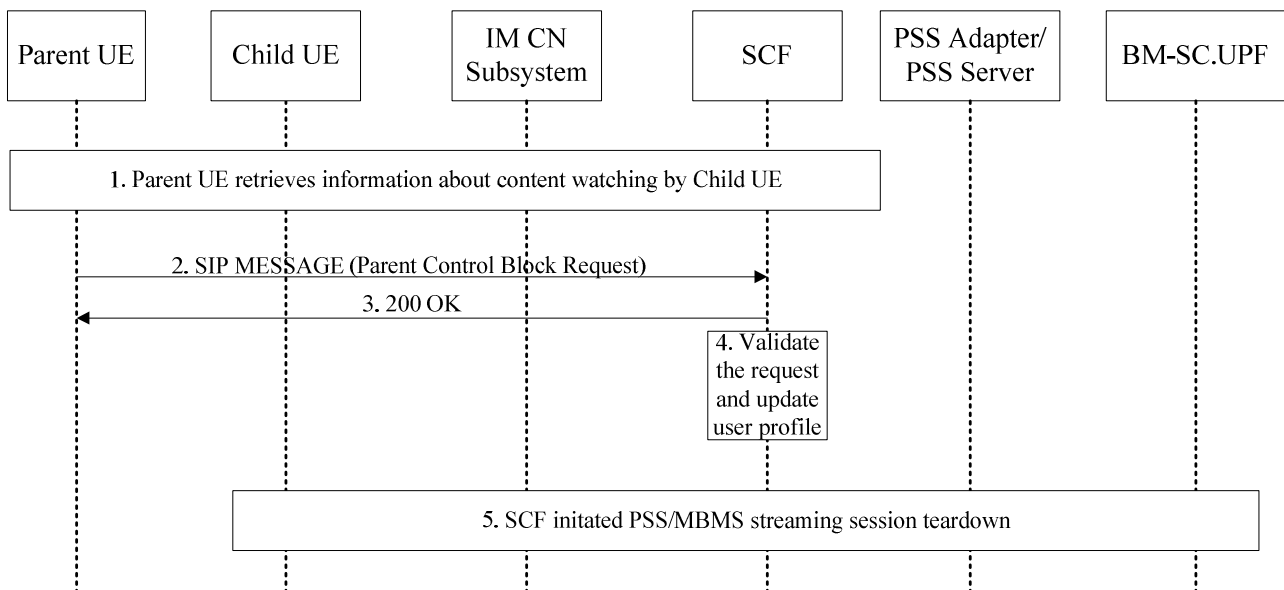 Parent UE
Child UE
IM CN
Subsystem
SCF
PSS Adapter/
PSS Server
BM-SC.UPF
1. Parent UE retrieves information about content watching by Child UE
2. SIP MESSAGE (Parent Control Block Request)
3. 200 OK
4. Validate
the request
and update
user profile
5. SCF initated PSS/MBMS streaming session teardown